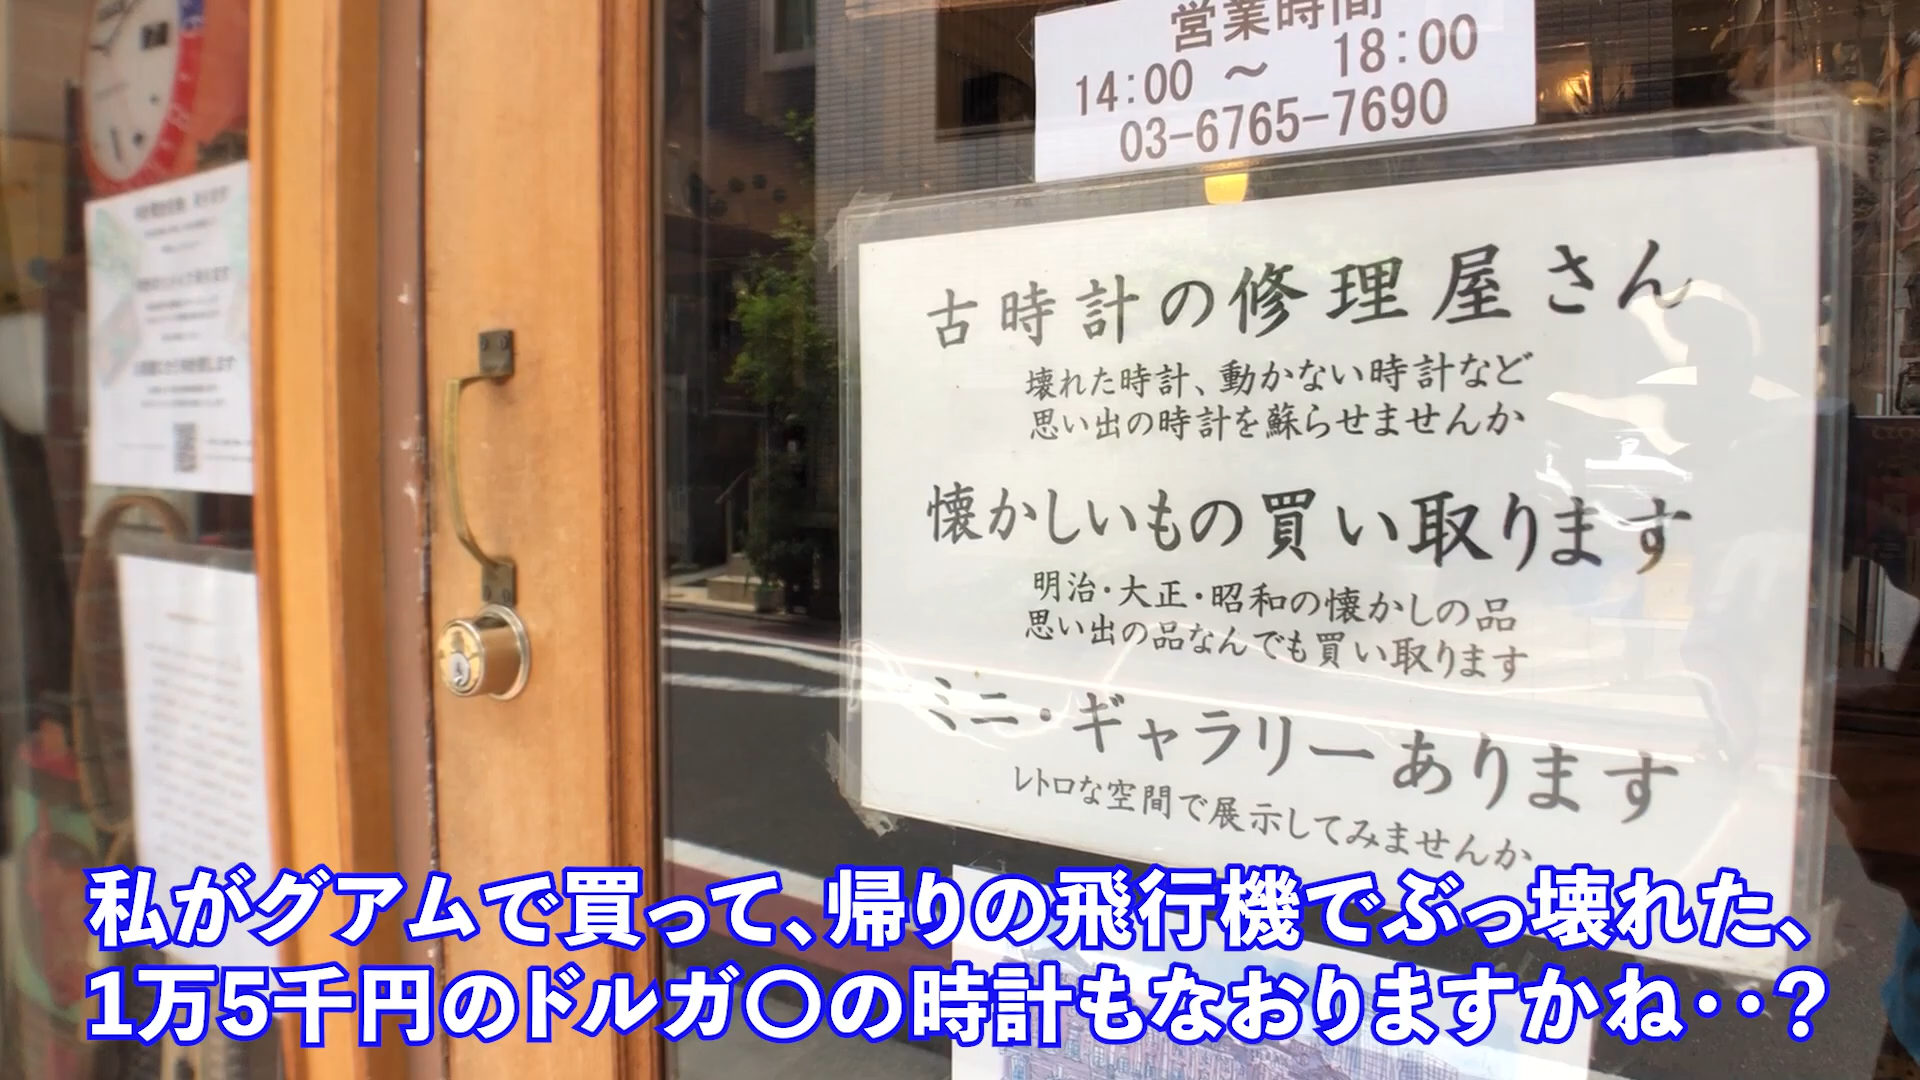 営業時間
14:00 ～ 18:00
03-6765-7690
古時計の修理屋さん
壊れた時計、動かない時計など
思い出の時計を蘇らせませんか
懐かしいもの買い取ります
明治・大正・昭和の懐かしの品
思い出の品なんでも買い取ります
ミニ・ギャラリーあります
レトロな空間で展示してみませんか
私がグアムで買って、帰りの飛行機でぶっ壊れた、
1万5千円のドルガ〇の時計もなおりますかね‥？